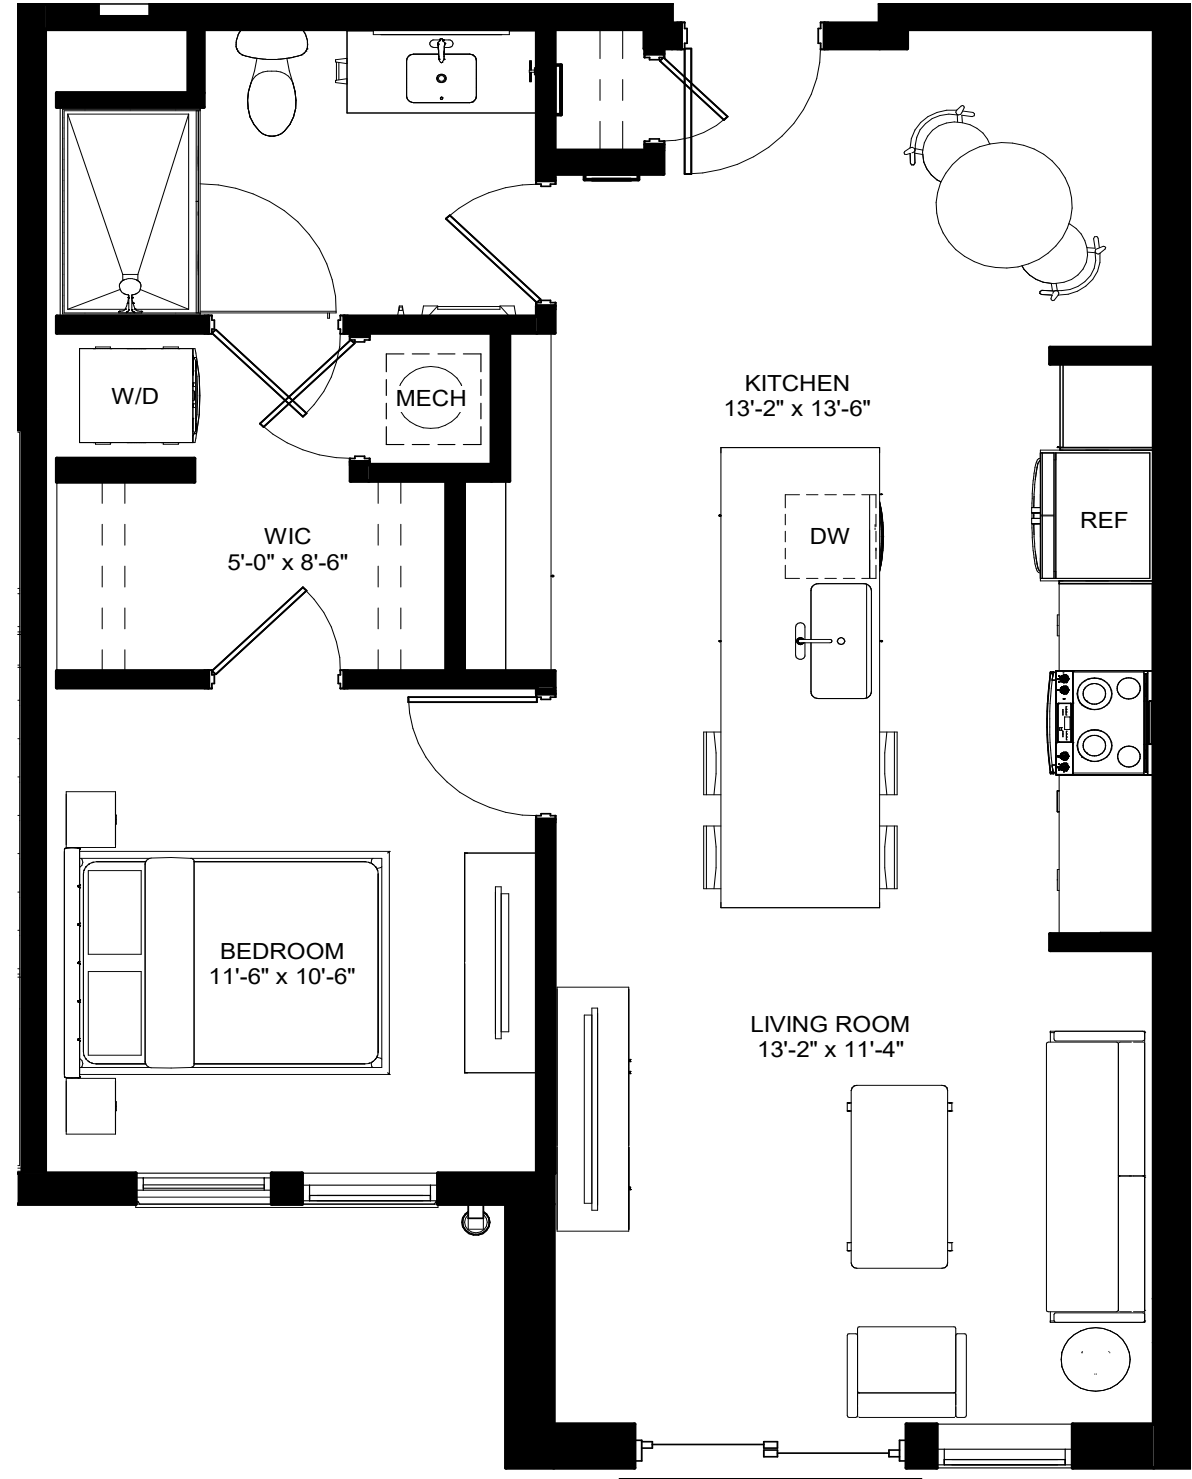 W/D
MECH
KITCHEN
13'-2" x 13'-6"
WIC
5'-0" x 8'-6"
DW
REF
BEDROOM
11'-6" x 10'-6"
LIVING ROOM
13'-2" x 11'-4"